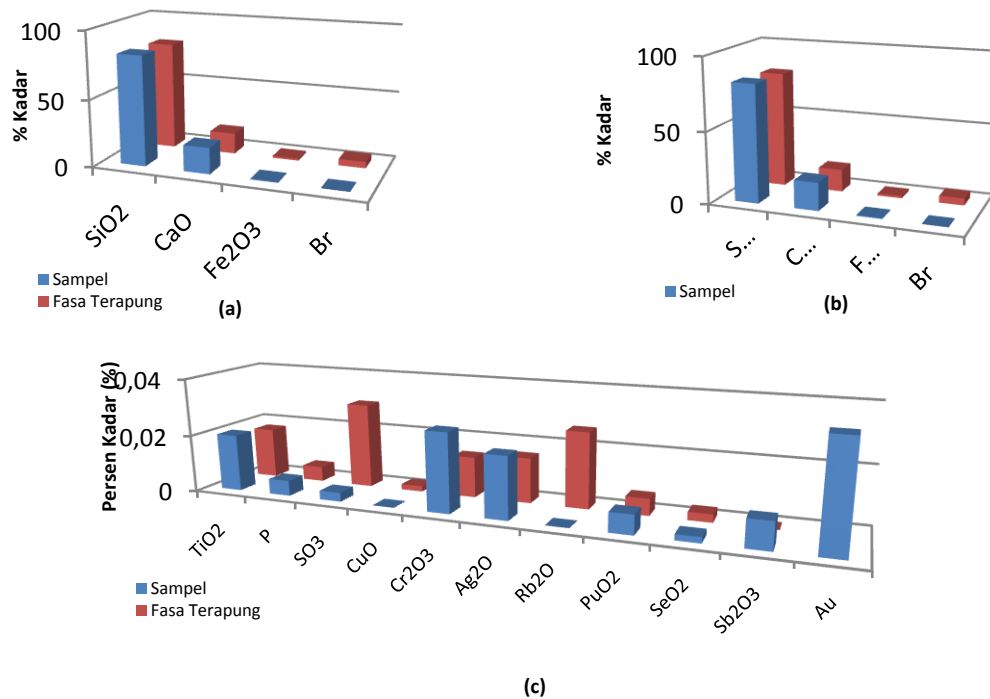 % Kadar
100
50
0
SiO2
CaO
Fe2O3
Br
Sampel
Fasa Terapung
(a)
% Kadar
100
50
0
S...
C...
F...
Br
Sampel
(b)
Persen Kadar (%)
0,04
0,02
0
TiO2
P
SO3
CuO
Cr2O3
Ag2O
Rb2O
PuO2
SeO2
Sb2O3
Au
Sampel
Fasa Terapung
(c)